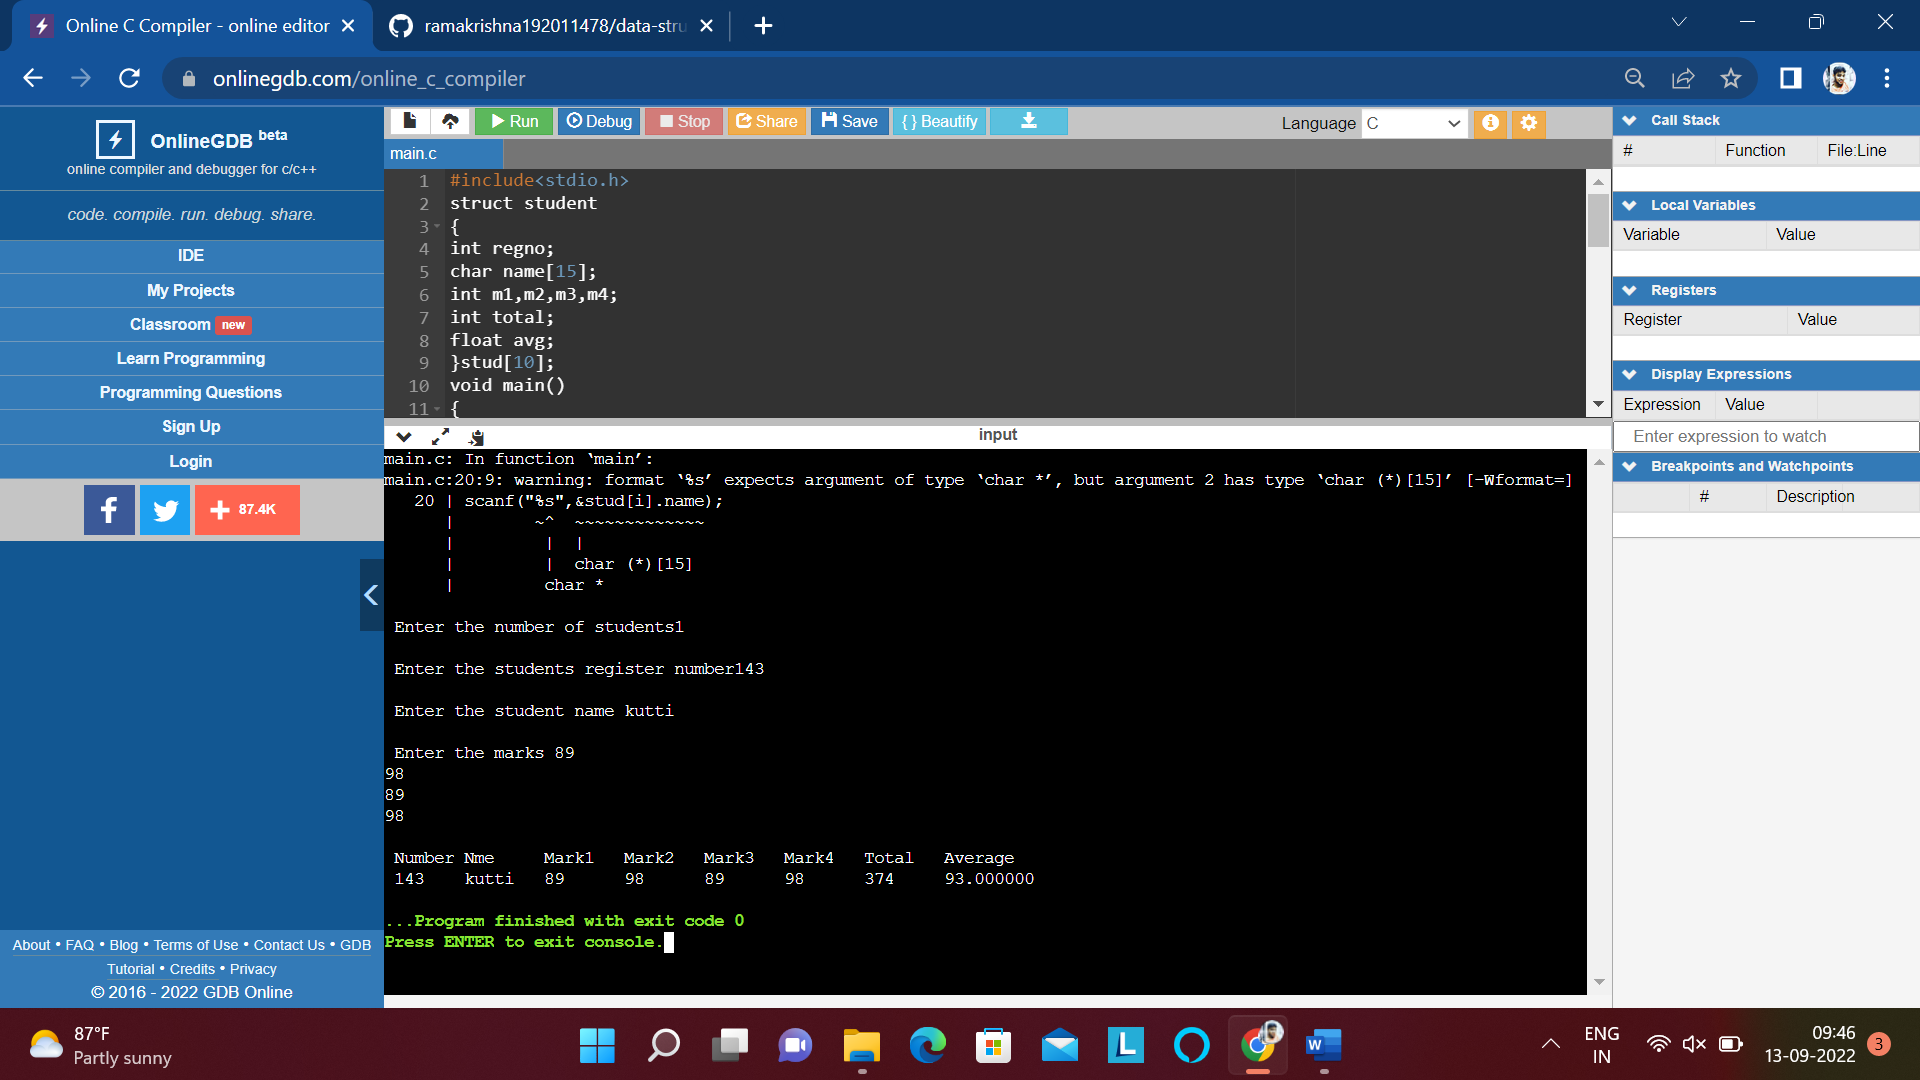 Online C Compiler - online editor
ramakrishna192011478/data-stru
onlinegdb.com/online_c_compiler
OnlineGDB beta
online compiler and debugger for c/c++
code. compile. run. debug. share.
IDE
My Projects
Classroom new
Learn Programming
Programming Questions
Sign Up
Login
f
+ 87.4K
About • FAQ • Blog • Terms of Use • Contact Us • GDB
Tutorial • Credits • Privacy
© 2016 - 2022 GDB Online
Run Debug Stop Share Save { } Beautify
Language C
main.c
1 #include<stdio.h>
2 struct student
3 {
4 int regno;
5 char name[15];
6 int m1,m2,m3,m4;
7 int total;
8 float avg;
9 }stud[10];
10 void main()
11 {
input
main.c: In function ‘main’:
main.c:20:9: warning: format ‘%s’ expects argument of type ‘char *’, but argument 2 has type ‘char (*)[15]’ [-Wformat=]
20 | scanf("%s",&stud[i].name);
| ~^ ~~~~~~~~~~~~~
| | |
| | char (*)[15]
| char *
Enter the number of students1
Enter the students register number143
Enter the student name kutti
Enter the marks 89
98
89
98
Number Nme Mark1 Mark2 Mark3 Mark4 Total Average
143 kutti 89 98 89 98 374 93.000000
...Program finished with exit code 0
Press ENTER to exit console.
Call Stack
# Function File:Line
Local Variables
Variable Value
Registers
Register Value
Display Expressions
Expression Value
Enter expression to watch
Breakpoints and Watchpoints
# Description
87°F
Partly sunny
L
W
ENG
IN
09:46
13-09-2022
3